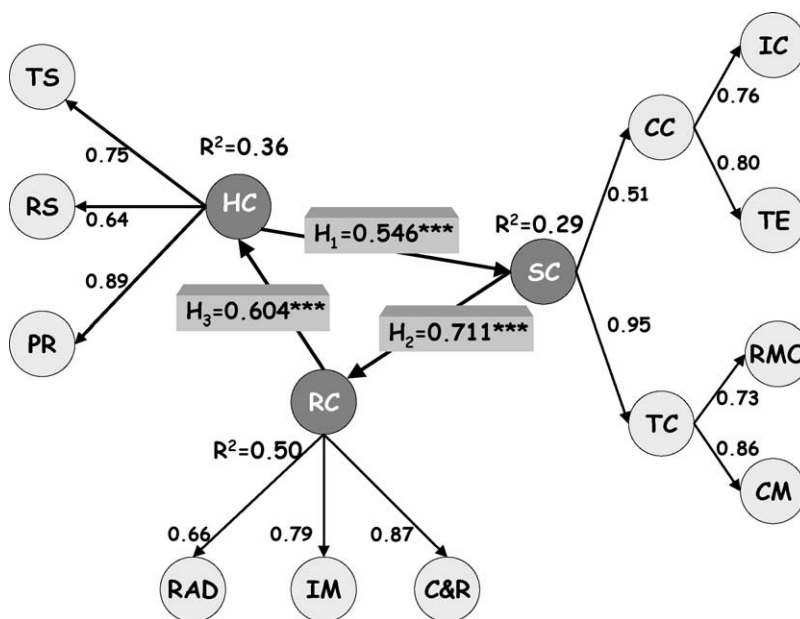 IC
TS
0.76
CC
R²=0.36
0.75
0.80
0.51
RS
0.64
HC
H₁=0.546***
R²=0.29
TE
SC
0.89
H₃=0.604***
H₂=0.711***
0.95
PR
RMO
RC
0.73
TC
R²=0.50
0.86
CM
0.66
0.79
0.87
RAD
IM
C&R